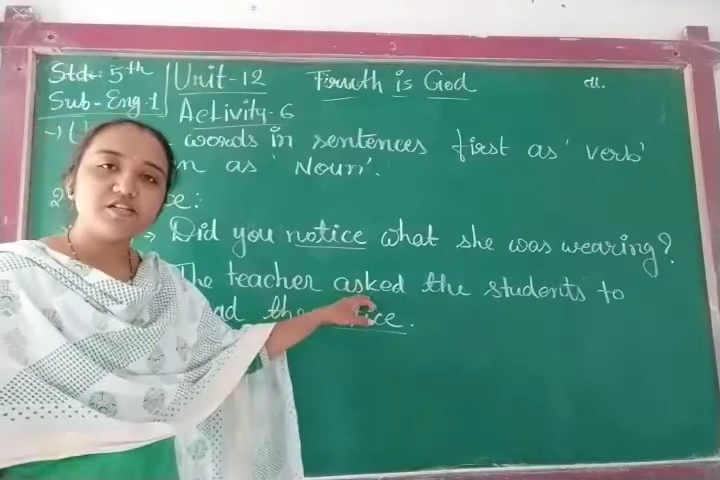 Std- 5th
Sub- Eng-1
Unit-12
Truth is God
dt.
Activity-6
words in sentences first as 'verb'
as 'Noun'.
Did you notice what she was wearing?
The teacher asked the students to
the